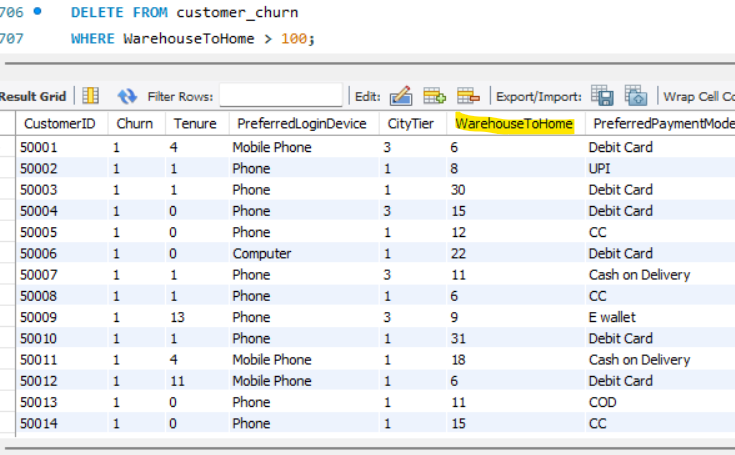 706 DELETE FROM customer_churn
707 WHERE WarehouseToHome > 100;
Result Grid Filter Rows: Edit: Export/Import: Wrap Cell Co
CustomerID Churn Tenure PreferredLoginDevice CityTier WarehouseToHome PreferredPaymentMode
50001 1 4 Mobile Phone 3 6 Debit Card
50002 1 1 Phone 1 8 UPI
50003 1 1 Phone 1 30 Debit Card
50004 1 0 Phone 3 15 Debit Card
50005 1 0 Phone 1 12 CC
50006 1 0 Computer 1 22 Debit Card
50007 1 1 Phone 3 11 Cash on Delivery
50008 1 1 Phone 1 6 CC
50009 1 13 Phone 3 9 E wallet
50010 1 1 Phone 1 31 Debit Card
50011 1 4 Mobile Phone 1 18 Cash on Delivery
50012 1 11 Mobile Phone 1 6 Debit Card
50013 1 0 Phone 1 11 COD
50014 1 0 Phone 1 15 CC